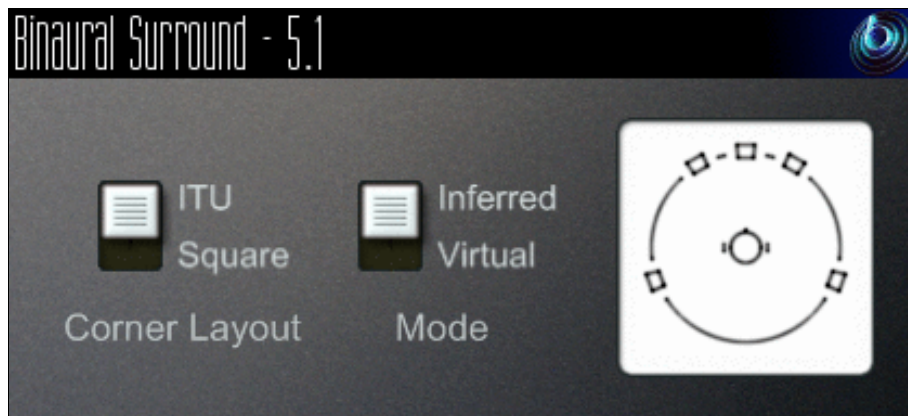 Binaural Surround - 5.1
ITU
Square
Corner Layout
Inferred
Virtual
Mode